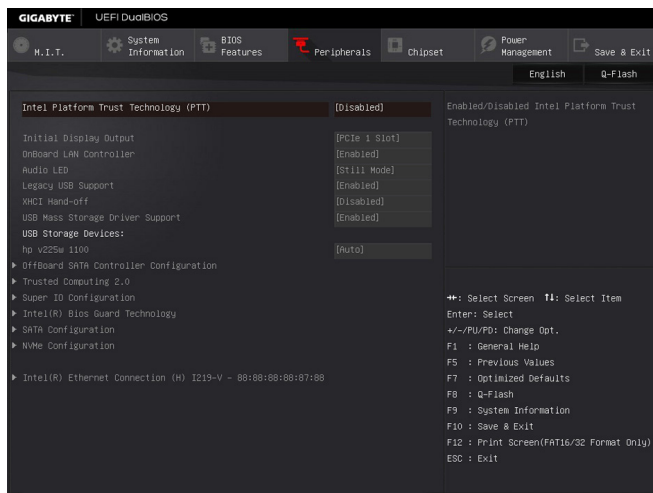 GIGABYTE™ UEFI DualBIOS
M.I.T. System Information BIOS Features Peripherals Chipset Power Management Save & Exit
English Q-Flash
Intel Platform Trust Technology (PTT) [Disabled]
Initial Display Output [PCIe 1 Slot]
OnBoard LAN Controller [Enabled]
Audio LED [Still Mode]
Legacy USB Support [Enabled]
XHCI Hand-off [Disabled]
USB Mass Storage Driver Support [Enabled]
USB Storage Devices:
hp v225w 1100 [Auto]
OffBoard SATA Controller Configuration
Trusted Computing 2.0
Super IO Configuration
Intel(R) Bios Guard Technology
SATA Configuration
NVMe Configuration
Intel(R) Ethernet Connection (H) I219-V - 88:88:88:88:87:88
Enabled/Disabled Intel Platform Trust
Technology (PTT)
→←: Select Screen ↑↓: Select Item
Enter: Select
+/-/PU/PD: Change Opt.
F1 : General Help
F5 : Previous Values
F7 : Optimized Defaults
F8 : Q-Flash
F9 : System Information
F10 : Save & Exit
F12 : Print Screen(FAT16/32 Format Only)
ESC : Exit